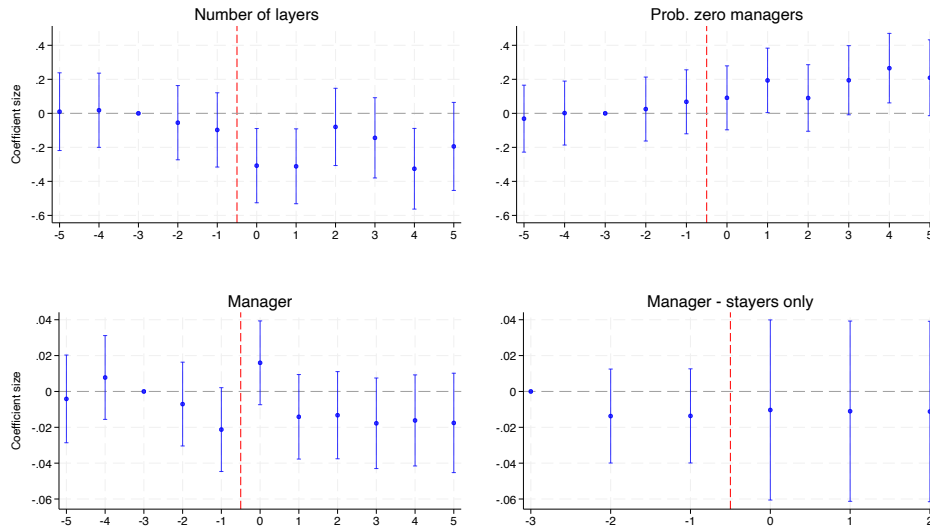 Number of layers
Prob. zero managers
Coefficient size
.4
.2
0
-.2
-.4
-.6
-5 -4 -3 -2 -1 0 1 2 3 4 5
.4
.2
0
-.2
-.4
-.6
-5 -4 -3 -2 -1 0 1 2 3 4 5
Manager
Manager - stayers only
Coefficient size
.04
.02
0
-.02
-.04
-.06
-5 -4 -3 -2 -1 0 1 2 3 4 5
.04
.02
0
-.02
-.04
-.06
-3 -2 -1 0 1 2